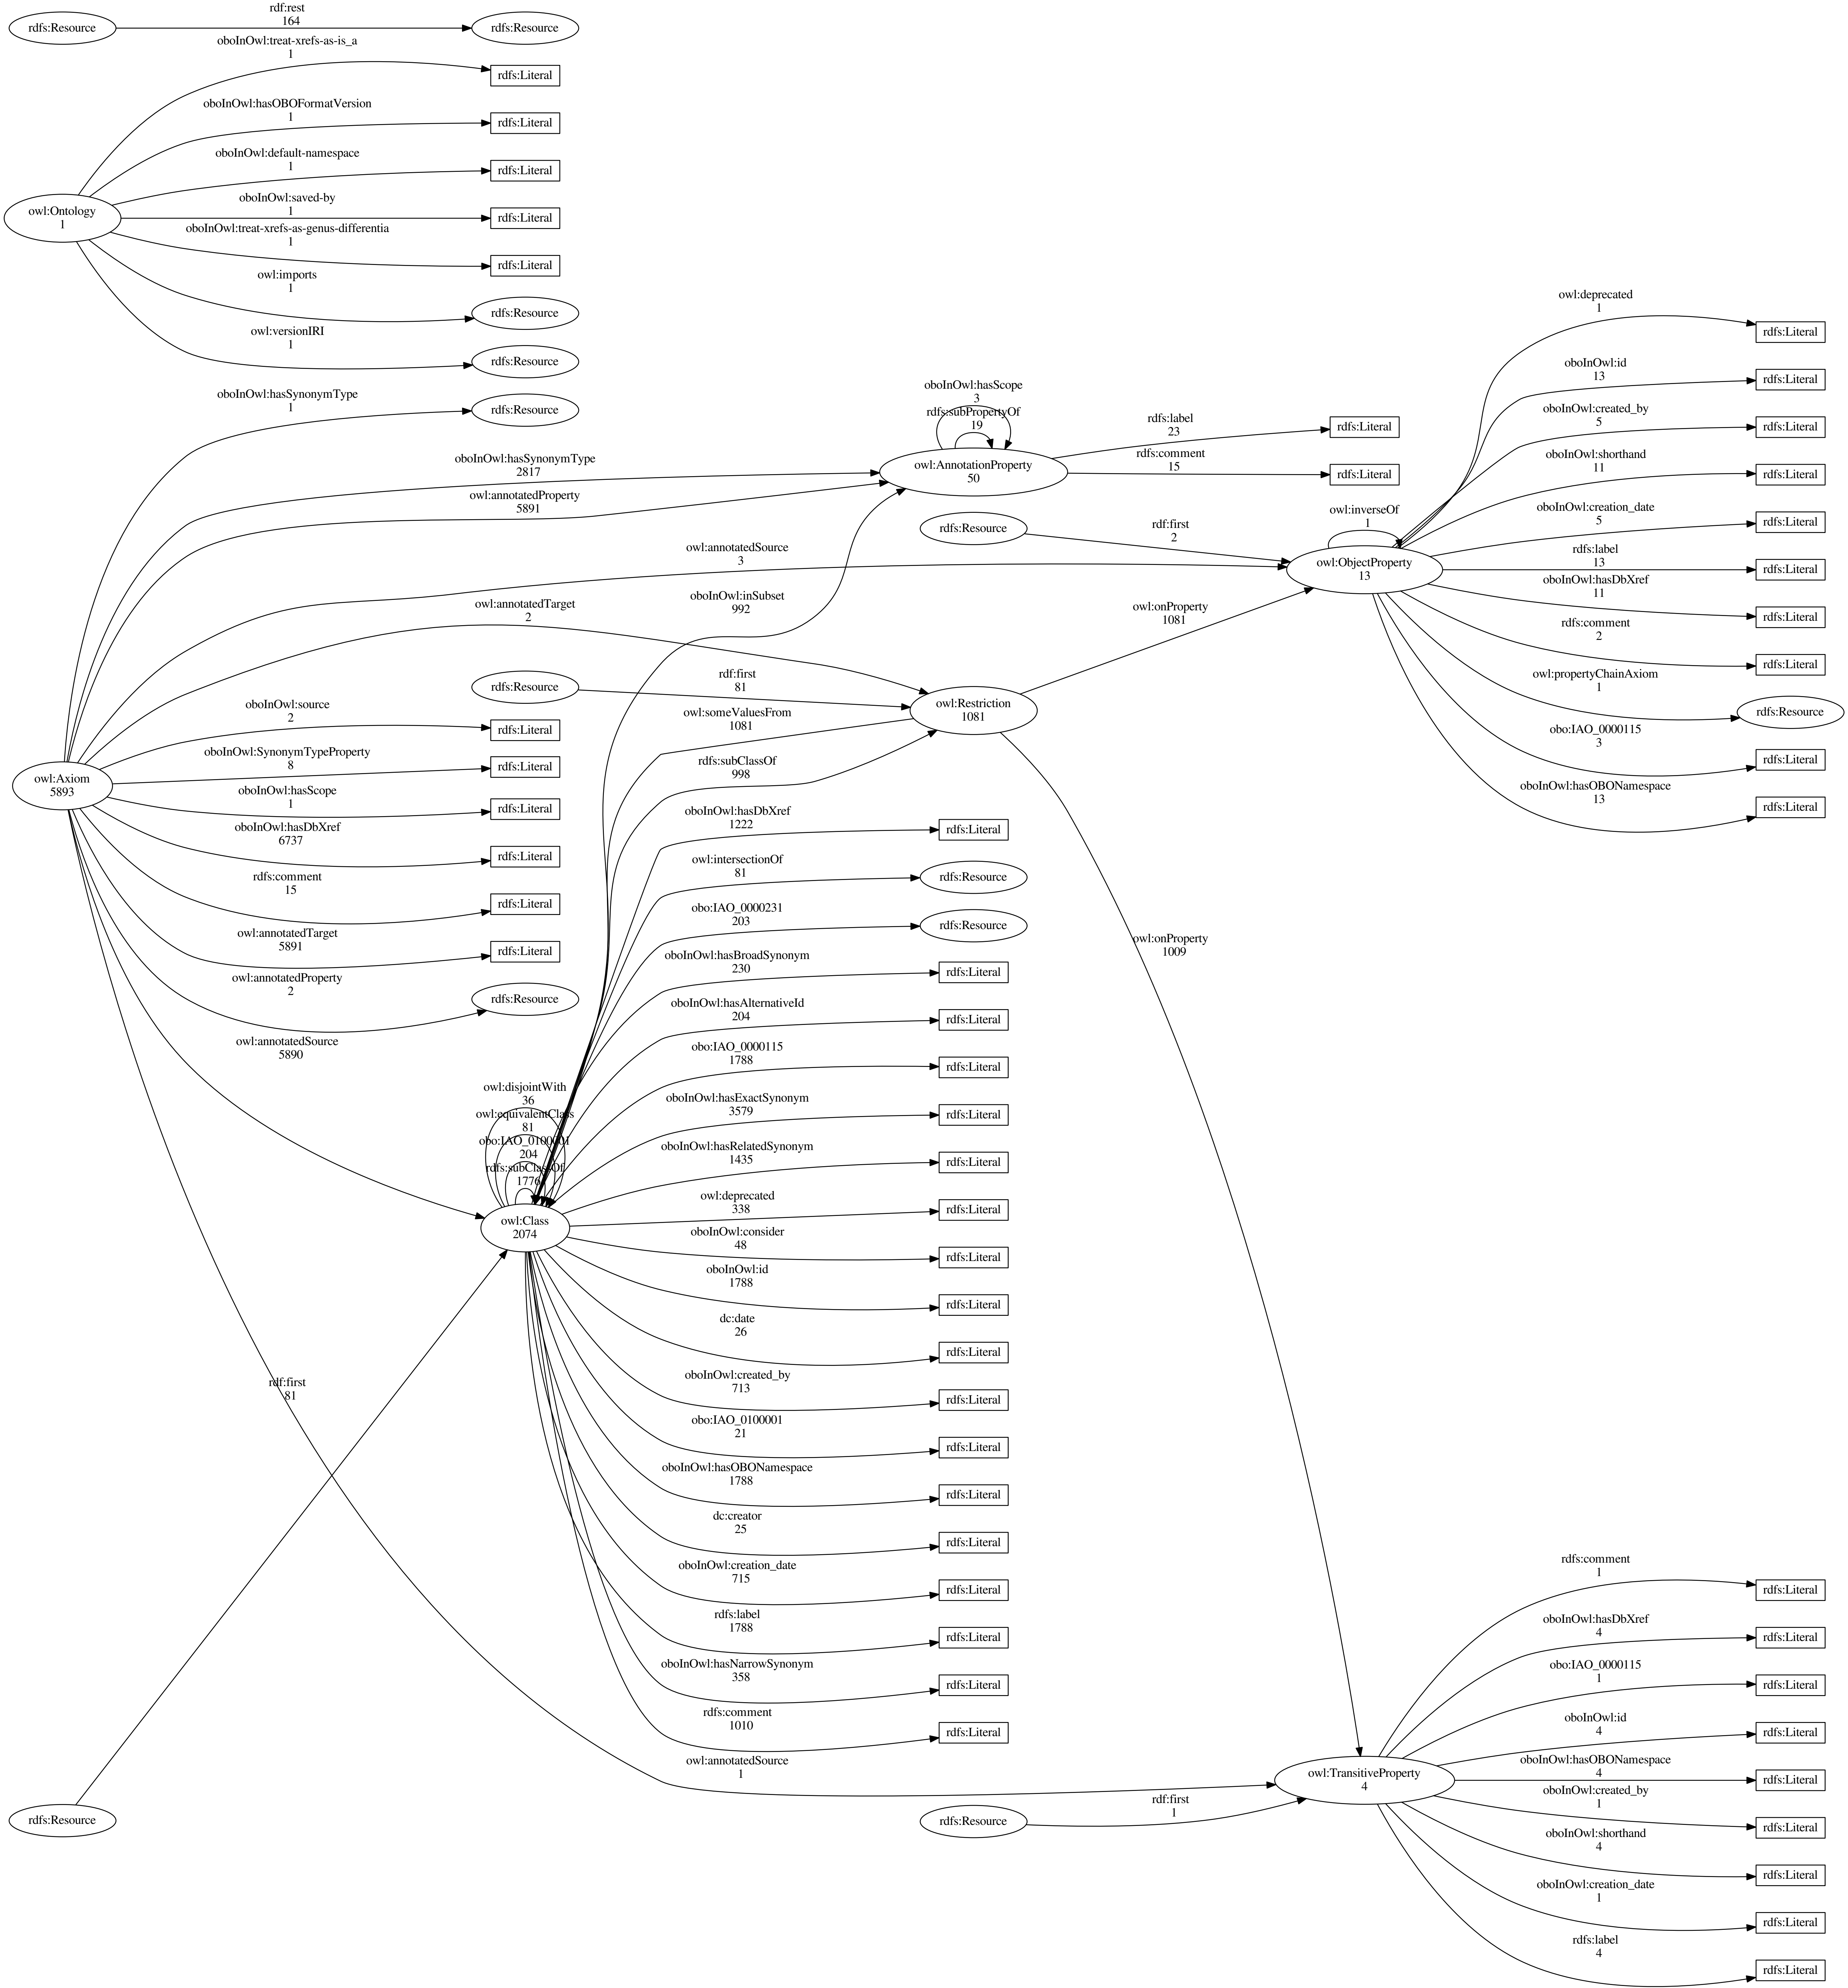 rdfs:Resource
rdf:rest
164
rdfs:Resource
owl:Ontology
1
oboInOwl:treat-xrefs-as-is_a
1
rdfs:Literal
oboInOwl:hasOBOFormatVersion
1
rdfs:Literal
oboInOwl:default-namespace
1
rdfs:Literal
oboInOwl:saved-by
1
rdfs:Literal
oboInOwl:treat-xrefs-as-genus-differentia
1
rdfs:Literal
owl:imports
1
rdfs:Resource
owl:versionIRI
1
rdfs:Resource
owl:Axiom
5893
oboInOwl:hasSynonymType
1
rdfs:Resource
oboInOwl:hasSynonymType
2817
owl:annotatedProperty
5891
owl:annotatedSource
3
owl:annotatedTarget
2
oboInOwl:source
2
rdfs:Literal
oboInOwl:SynonymTypeProperty
8
rdfs:Literal
oboInOwl:hasScope
1
rdfs:Literal
oboInOwl:hasDbXref
6737
rdfs:Literal
rdfs:comment
15
rdfs:Literal
owl:annotatedTarget
5891
rdfs:Literal
owl:annotatedProperty
2
rdfs:Resource
owl:annotatedSource
5890
owl:annotatedSource
1
rdfs:Resource
rdf:first
81
owl:AnnotationProperty
50
oboInOwl:hasScope
3
rdfs:subPropertyOf
19
rdfs:label
23
rdfs:Literal
rdfs:comment
15
rdfs:Literal
rdfs:Resource
rdf:first
2
rdfs:Resource
rdf:first
81
owl:Restriction
1081
owl:onProperty
1081
owl:someValuesFrom
1081
owl:onProperty
1009
owl:Class
2074
owl:disjointWith
36
owl:equivalentClass
81
obo:IAO_0100001
204
rdfs:subClassOf
1776
oboInOwl:inSubset
992
rdfs:subClassOf
998
oboInOwl:hasDbXref
1222
rdfs:Literal
owl:intersectionOf
81
rdfs:Resource
obo:IAO_0000231
203
rdfs:Resource
oboInOwl:hasBroadSynonym
230
rdfs:Literal
oboInOwl:hasAlternativeId
204
rdfs:Literal
obo:IAO_0000115
1788
rdfs:Literal
oboInOwl:hasExactSynonym
3579
rdfs:Literal
oboInOwl:hasRelatedSynonym
1435
rdfs:Literal
owl:deprecated
338
rdfs:Literal
oboInOwl:consider
48
rdfs:Literal
oboInOwl:id
1788
rdfs:Literal
dc:date
26
rdfs:Literal
oboInOwl:created_by
713
rdfs:Literal
obo:IAO_0100001
21
rdfs:Literal
oboInOwl:hasOBONamespace
1788
rdfs:Literal
dc:creator
25
rdfs:Literal
oboInOwl:creation_date
715
rdfs:Literal
rdfs:label
1788
rdfs:Literal
oboInOwl:hasNarrowSynonym
358
rdfs:Literal
rdfs:comment
1010
rdfs:Literal
owl:ObjectProperty
13
owl:inverseOf
1
owl:deprecated
1
rdfs:Literal
oboInOwl:id
13
rdfs:Literal
oboInOwl:created_by
5
rdfs:Literal
oboInOwl:shorthand
11
rdfs:Literal
oboInOwl:creation_date
5
rdfs:Literal
rdfs:label
13
rdfs:Literal
oboInOwl:hasDbXref
11
rdfs:Literal
rdfs:comment
2
rdfs:Literal
owl:propertyChainAxiom
1
rdfs:Resource
obo:IAO_0000115
3
rdfs:Literal
oboInOwl:hasOBONamespace
13
rdfs:Literal
rdfs:Resource
rdf:first
1
owl:TransitiveProperty
4
rdfs:comment
1
rdfs:Literal
oboInOwl:hasDbXref
4
rdfs:Literal
obo:IAO_0000115
1
rdfs:Literal
oboInOwl:id
4
rdfs:Literal
oboInOwl:hasOBONamespace
4
rdfs:Literal
oboInOwl:created_by
1
rdfs:Literal
oboInOwl:shorthand
4
rdfs:Literal
oboInOwl:creation_date
1
rdfs:Literal
rdfs:label
4
rdfs:Literal